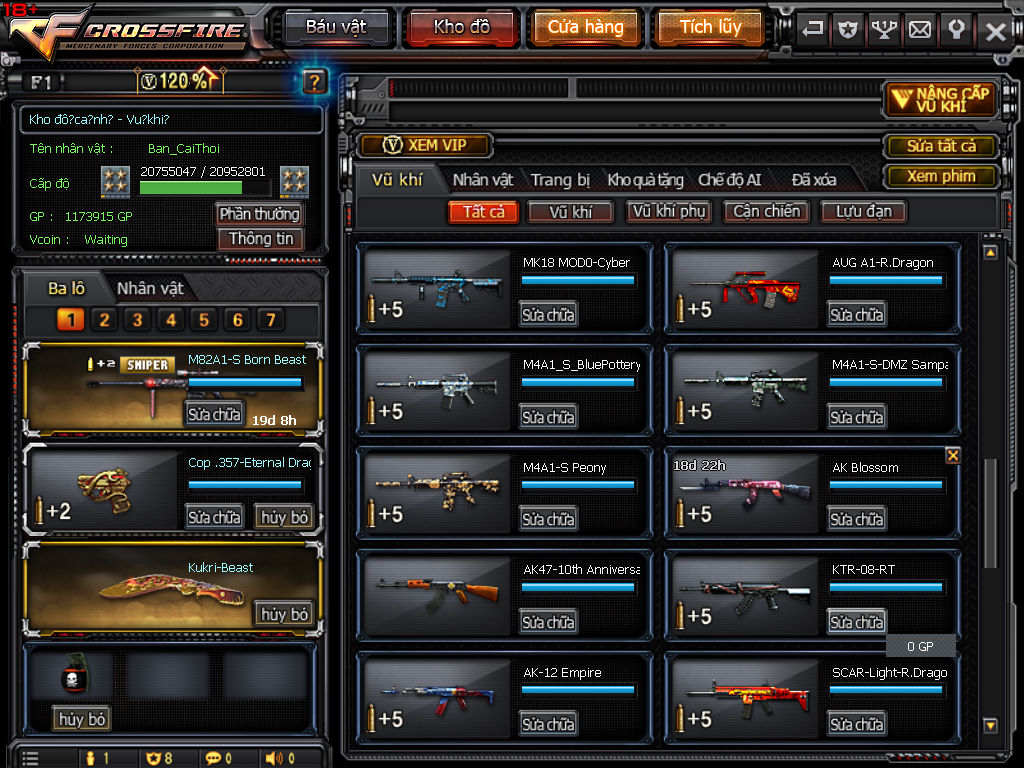 18+
CROSSFIRE
MERCENARY FORCES CORPORATION
Báu vật
Kho đồ
Cửa hàng
Tích lũy
F1
V 120 %
?
NÂNG CẤP
VŨ KHÍ
Kho đô?ca?nh? - Vu?khi?
Tên nhân vật : Ban_CaiThoi
Cấp độ 20755047 / 20952801
GP : 1173915 GP
Phần thưởng
Vcoin : Waiting
Thông tin
V XEM VIP
Sửa tất cả
Xem phim
Vũ khí Nhân vật Trang bị Kho quà tặng Chế độ AI Đã xóa
Tất cả Vũ khí Vũ khí phụ Cận chiến Lựu đạn
Ba lô Nhân vật
1 2 3 4 5 6 7
+2 SNIPER M82A1-S Born Beast
Sửa chữa 19d 8h
Cop .357-Eternal Drag
+2 Sửa chữa hủy bỏ
Kukri-Beast
hủy bỏ
hủy bỏ
1 8 0 0
MK18 MOD0-Cyber
+5 Sửa chữa
AUG A1-R.Dragon
+5 Sửa chữa
M4A1_S_BluePottery
+5 Sửa chữa
M4A1-S-DMZ Sampa
+5 Sửa chữa
M4A1-S Peony
+5 Sửa chữa
18d 22h AK Blossom
+5 Sửa chữa
AK47-10th Anniversa
Sửa chữa
KTR-08-RT
+5 Sửa chữa
0 GP
AK-12 Empire
+5 Sửa chữa
SCAR-Light-R.Drago
+5 Sửa chữa